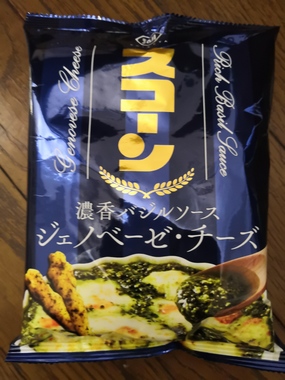 Genovese Cheese
スコーン
Rich Basil Sauce
濃香バジルソース
ジェノベーゼ・チーズ